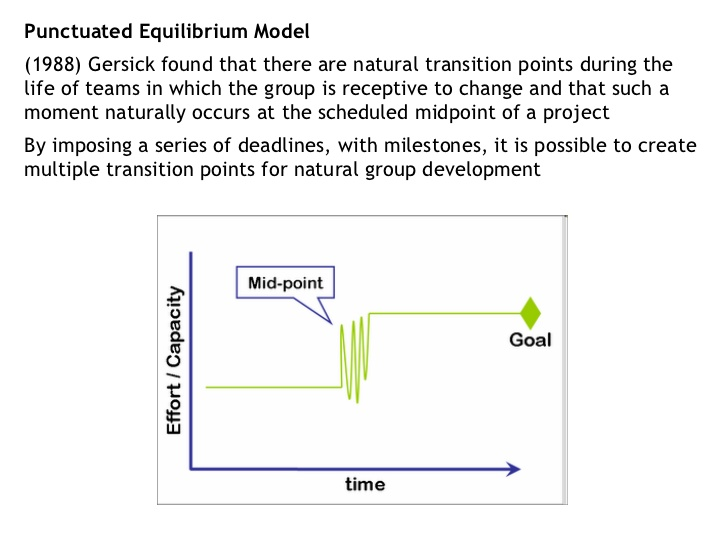 Punctuated Equilibrium Model
(1988) Gersick found that there are natural transition points during the
life of teams in which the group is receptive to change and that such a
moment naturally occurs at the scheduled midpoint of a project
By imposing a series of deadlines, with milestones, it is possible to create
multiple transition points for natural group development
Mid-point
Effort / Capacity
Goal
time